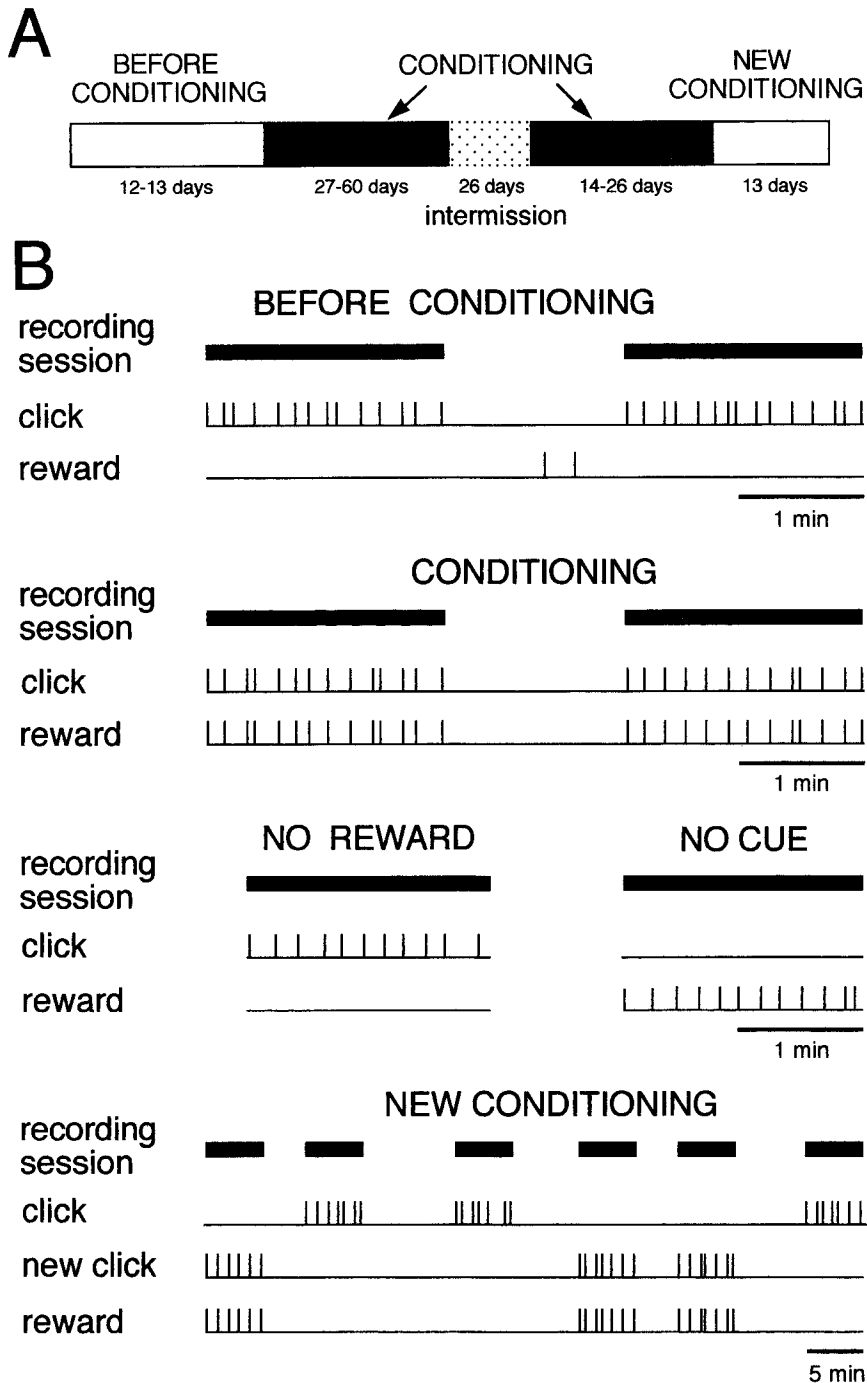 A
BEFORE CONDITIONING
CONDITIONING
NEW CONDITIONING
12-13 days
27-60 days
26 days
14-26 days
13 days
intermission
B
BEFORE CONDITIONING
recording session
click
reward
1 min
CONDITIONING
recording session
click
reward
1 min
NO REWARD
NO CUE
recording session
click
reward
1 min
NEW CONDITIONING
recording session
click
new click
reward
5 min